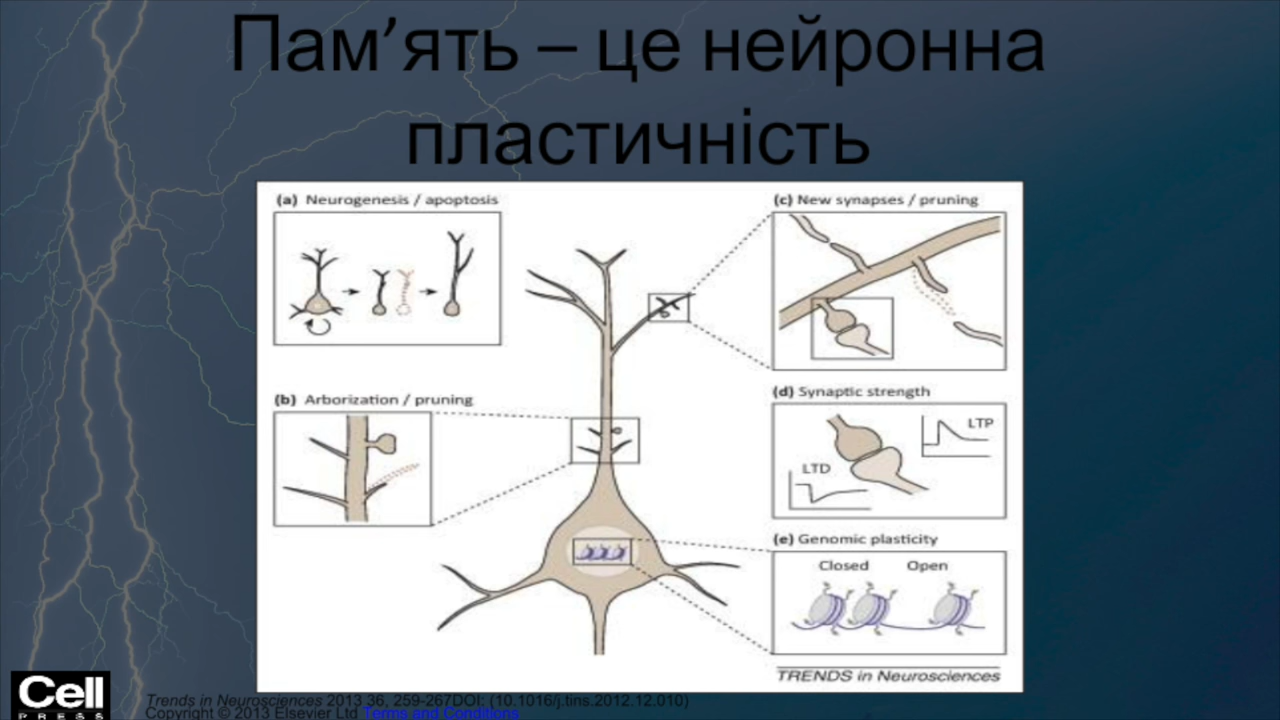 Пам’ять – це нейронна
пластичність
(a) Neurogenesis / apoptosis
(b) Arborization / pruning
(c) New synapses / pruning
(d) Synaptic strength
LTP
LTD
(e) Genomic plasticity
Closed Open
TRENDS in Neurosciences
Cell
PRESS
Trends in Neurosciences 2013 36, 259-267DOI: (10.1016/j.tins.2012.12.010)
Copyright © 2013 Elsevier Ltd Terms and Conditions